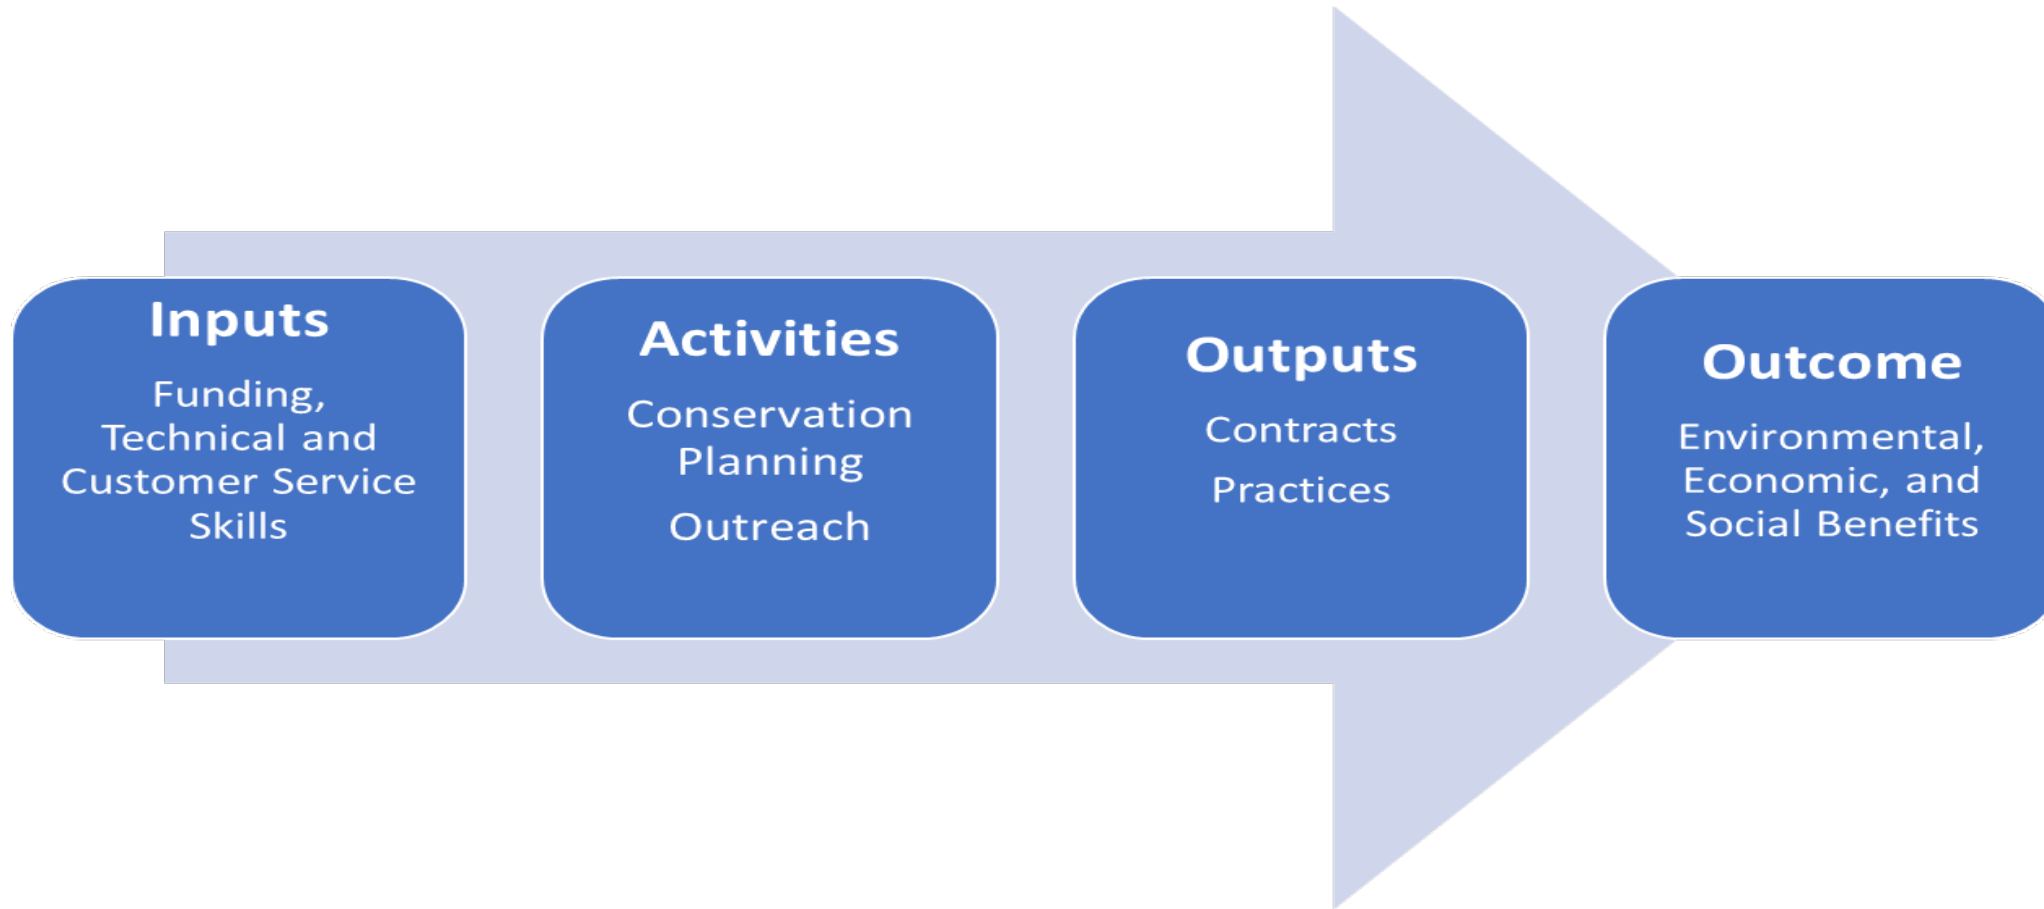 Inputs
Funding,
Technical and
Customer Service
Skills
Activities
Conservation
Planning
Outreach
Outputs
Contracts
Practices
Outcome
Environmental,
Economic, and
Social Benefits